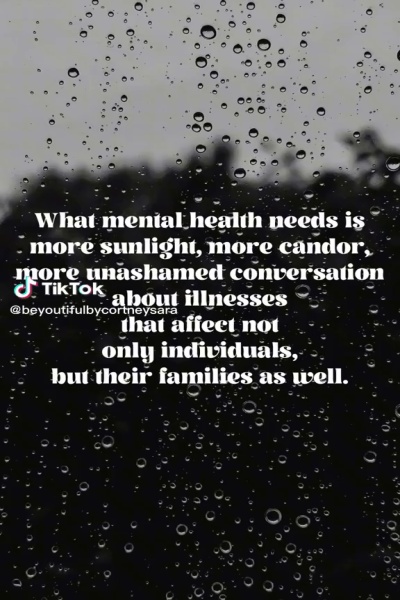 What mental health needs is
more sunlight, more candor,
more unashamed conversation
TikTok
about illnesses
@beyoutifulbycortneysara
that affect not
only individuals,
but their families as well.